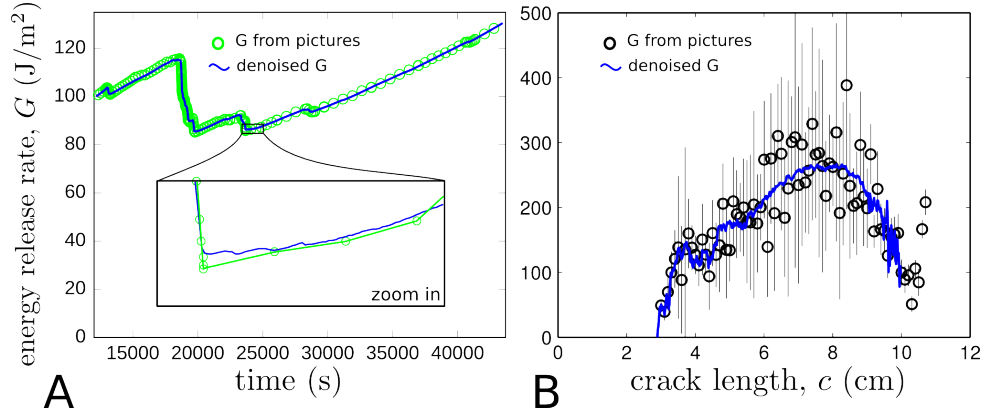 energy release rate, G (J/m²)
120
100
80
60
40
20
0
G from pictures
denoised G
zoom in
15000 20000 25000 30000 35000 40000
time (s)
A
500
400
300
200
100
0
G from pictures
denoised G
0 2 4 6 8 10 12
crack length, c (cm)
B